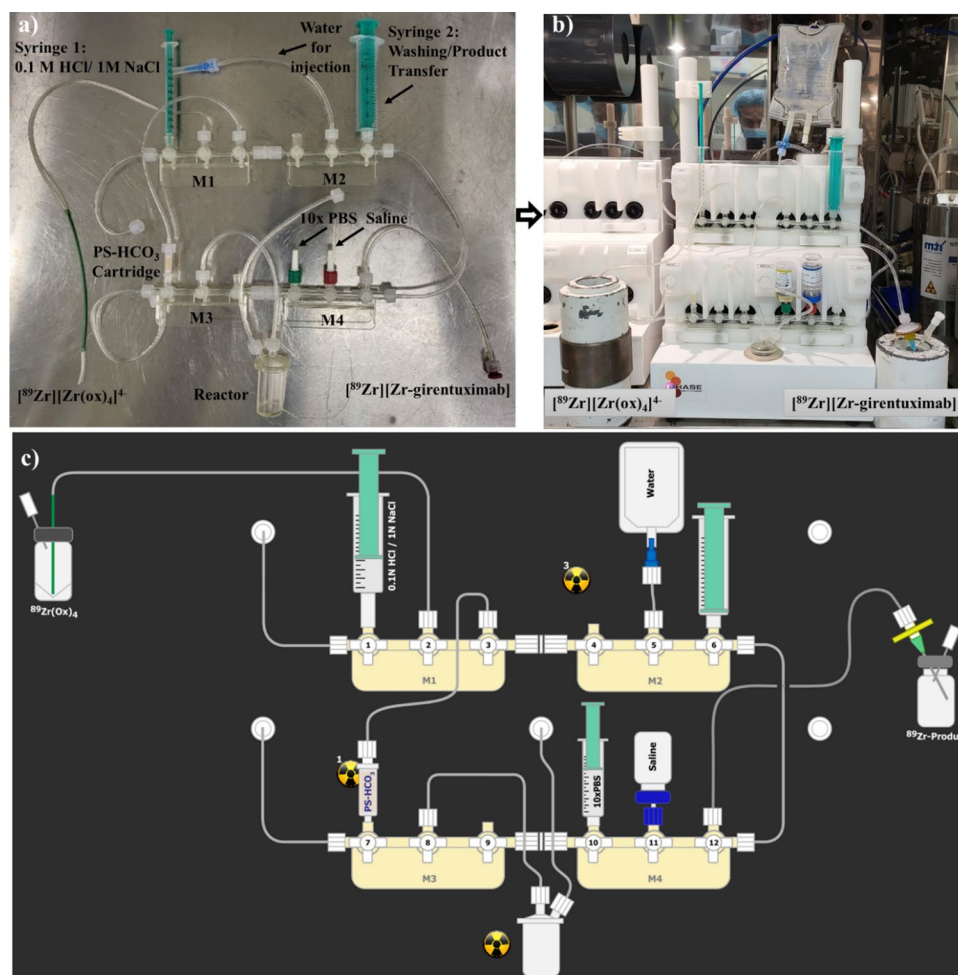 a)
Syringe 1:
0.1 M HCl/ 1M NaCl
Water
for
injection
Syringe 2:
Washing/Product
Transfer
M1
M2
10x PBS
Saline
PS-HCO₃
Cartridge
M3
M4
Reactor
[⁸⁹Zr][Zr(ox)₄]⁴⁻
[⁸⁹Zr][Zr-girentuximab]
b)
HASE
[⁸⁹Zr][Zr(ox)₄]⁴⁻
[⁸⁹Zr][Zr-girentuximab]
c)
⁸⁹Zr(Ox)₄
0.1N HCl / 1N NaCl
3
Water
1
2
3
4
5
6
M1
M2
⁸⁹Zr-Produ
1
PS-HCO₃
10xPBS
Saline
7
8
9
10
11
12
M3
M4